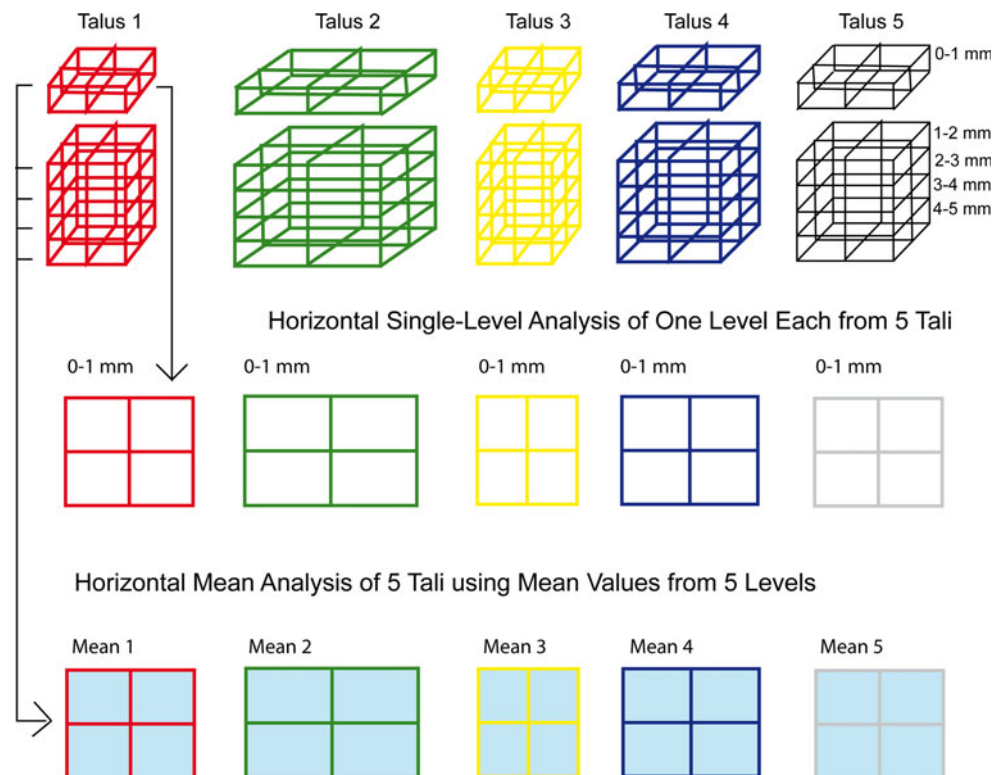 Talus 1 Talus 2 Talus 3 Talus 4 Talus 5
0-1 mm
1-2 mm
2-3 mm
3-4 mm
4-5 mm
Horizontal Single-Level Analysis of One Level Each from 5 Tali
0-1 mm 0-1 mm 0-1 mm 0-1 mm 0-1 mm
Horizontal Mean Analysis of 5 Tali using Mean Values from 5 Levels
Mean 1 Mean 2 Mean 3 Mean 4 Mean 5